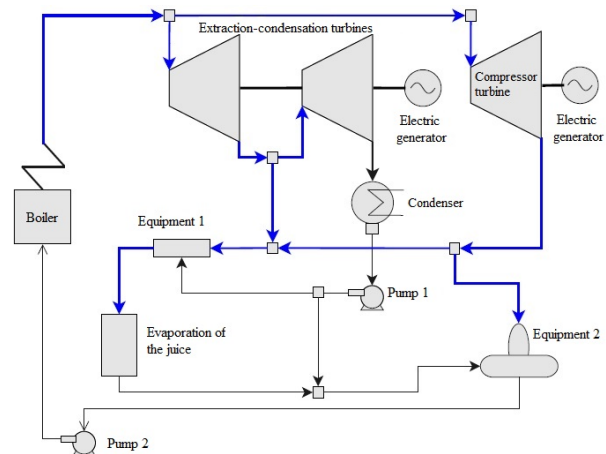 Extraction-condensation turbines
Compressor
turbine
Electric
generator
Electric
generator
Boiler
Condenser
Equipment 1
Pump 1
Evaporation of
the juice
Equipment 2
Pump 2